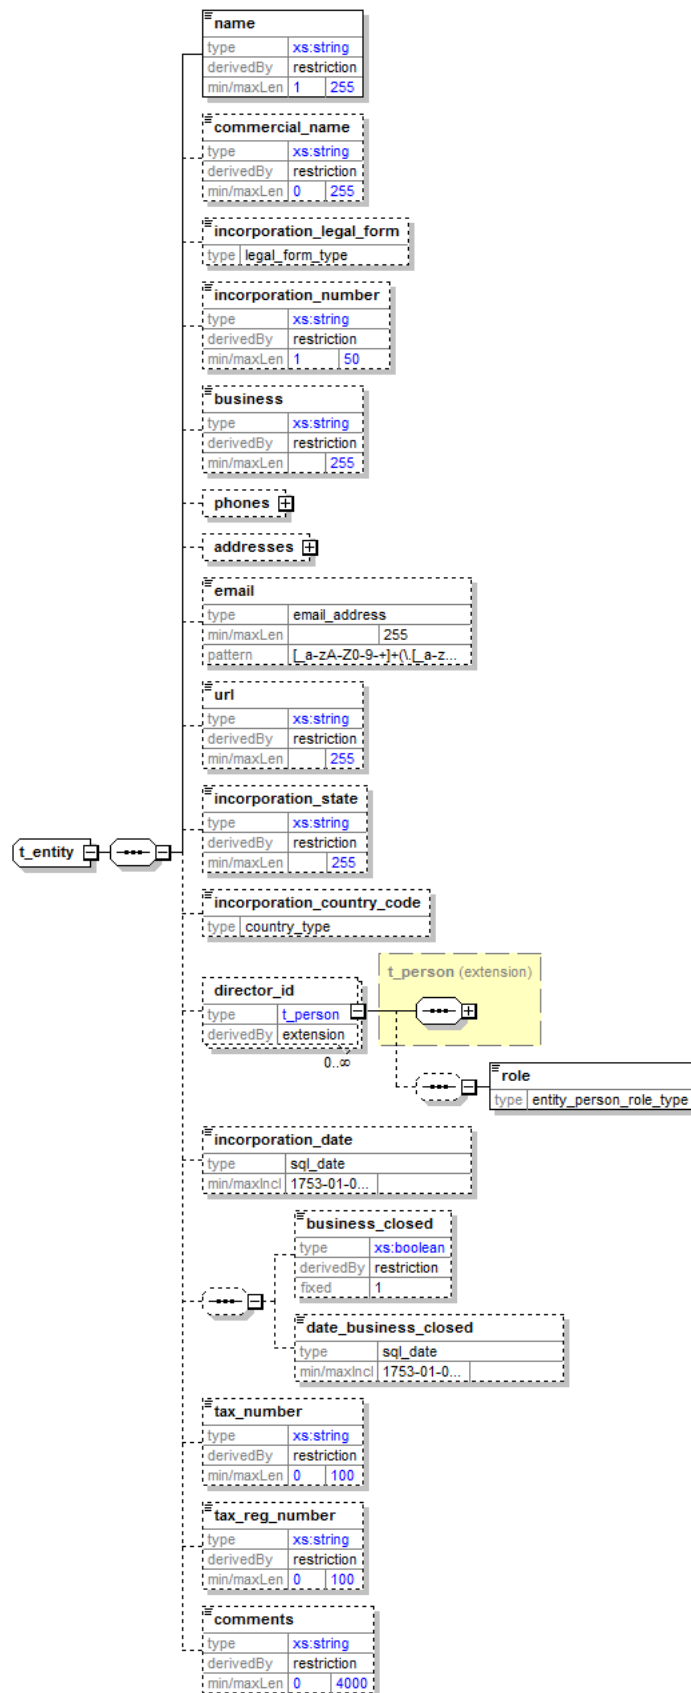 name
type xs:string
derivedBy restriction
min/maxLen 1 255
commercial_name
type xs:string
derivedBy restriction
min/maxLen 0 255
incorporation_legal_form
type legal_form_type
incorporation_number
type xs:string
derivedBy restriction
min/maxLen 1 50
business
type xs:string
derivedBy restriction
min/maxLen 255
phones
addresses
email
type email_address
min/maxLen 255
pattern [_a-zA-Z0-9-+]+(\.[_a-z...
url
type xs:string
derivedBy restriction
min/maxLen 255
incorporation_state
type xs:string
derivedBy restriction
min/maxLen 255
t_entity
incorporation_country_code
type country_type
t_person (extension)
director_id
type t_person
derivedBy extension
0..∞
role
type entity_person_role_type
incorporation_date
type sql_date
min/maxIncl 1753-01-0...
business_closed
type xs:boolean
derivedBy restriction
fixed 1
date_business_closed
type sql_date
min/maxIncl 1753-01-0...
tax_number
type xs:string
derivedBy restriction
min/maxLen 0 100
tax_reg_number
type xs:string
derivedBy restriction
min/maxLen 0 100
comments
type xs:string
derivedBy restriction
min/maxLen 0 4000